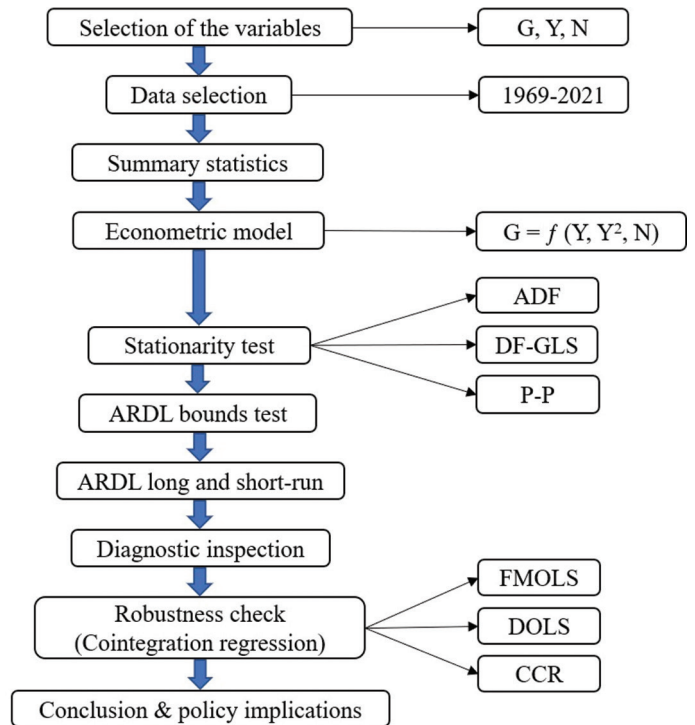 Selection of the variables
G, Y, N
Data selection
1969-2021
Summary statistics
Econometric model
G = ƒ (Y, Y², N)
Stationarity test
ADF
DF-GLS
P-P
ARDL bounds test
ARDL long and short-run
Diagnostic inspection
Robustness check
(Cointegration regression)
FMOLS
DOLS
CCR
Conclusion & policy implications